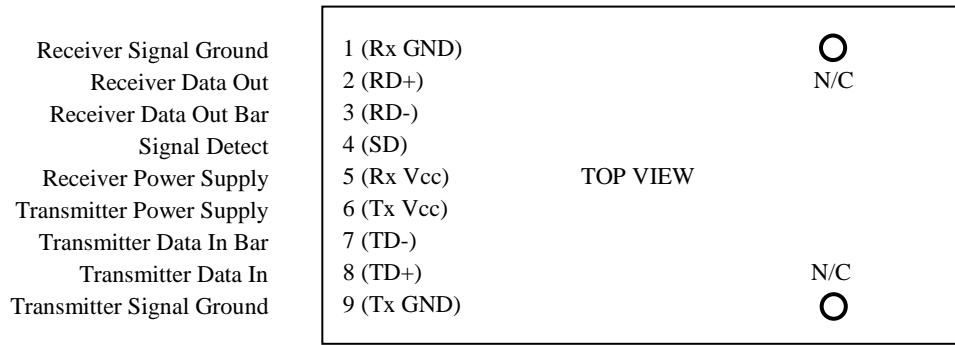 Receiver Signal Ground 1 (Rx GND)
Receiver Data Out 2 (RD+) N/C
Receiver Data Out Bar 3 (RD-)
Signal Detect 4 (SD)
Receiver Power Supply 5 (Rx Vcc) TOP VIEW
Transmitter Power Supply 6 (Tx Vcc)
Transmitter Data In Bar 7 (TD-)
Transmitter Data In 8 (TD+) N/C
Transmitter Signal Ground 9 (Tx GND)